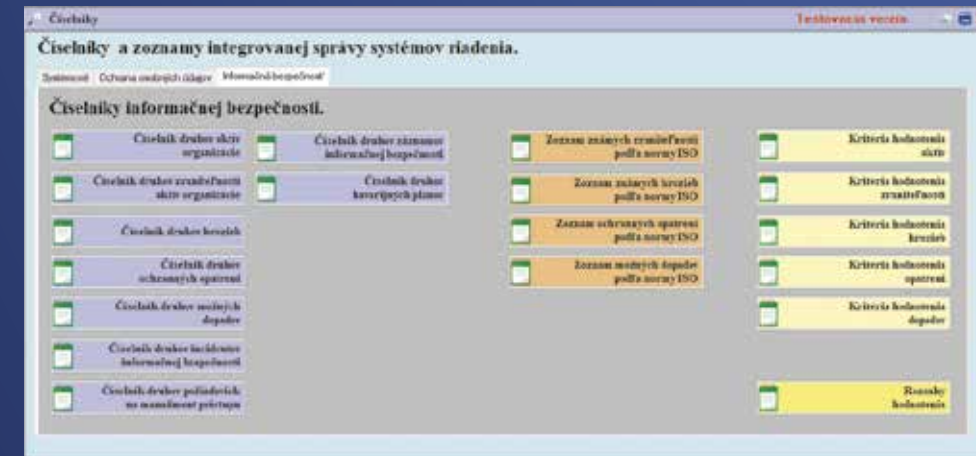 Číselníky
Testovacia verzia
Číselníky a zoznamy integrovanej správy systémov riadenia.
Systémové Ochrana osobných údajov Informačná bezpečnosť
Číselníky informačnej bezpečnosti.
Číselník druhov aktív
organizácie
Číselník druhov zraniteľností
aktív organizácie
Číselník druhov hrozieb
Číselník druhov
ochranných opatrení
Číselník druhov možných
dopadov
Číselník druhov incidentov
informačnej bezpečnosti
Číselník druhov požiadaviek
na manažment prístupu
Číselník druhov záznamov
informačnej bezpečnosti
Číselník druhov
havarijných plánov
Zoznam známych zraniteľností
podľa normy ISO
Zoznam známych hrozieb
podľa normy ISO
Zoznam ochranných opatrení
podľa normy ISO
Zoznam možných dopadov
podľa normy ISO
Kritéria hodnotenia
aktív
Kritéria hodnotenia
zraniteľností
Kritéria hodnotenia
hrozieb
Kritéria hodnotenia
opatrení
Kritéria hodnotenia
dopadov
Rozsahy
hodnotenia